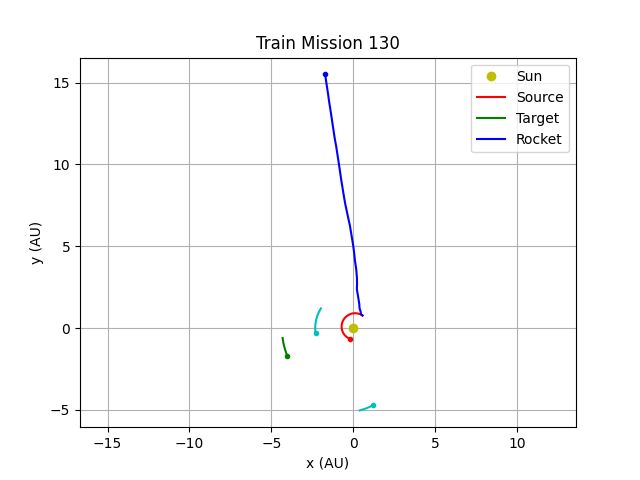 Train Mission 130
Sun
Source
Target
Rocket
15
10
5
0
−5
y (AU)
−15
−10
−5
0
5
10
x (AU)